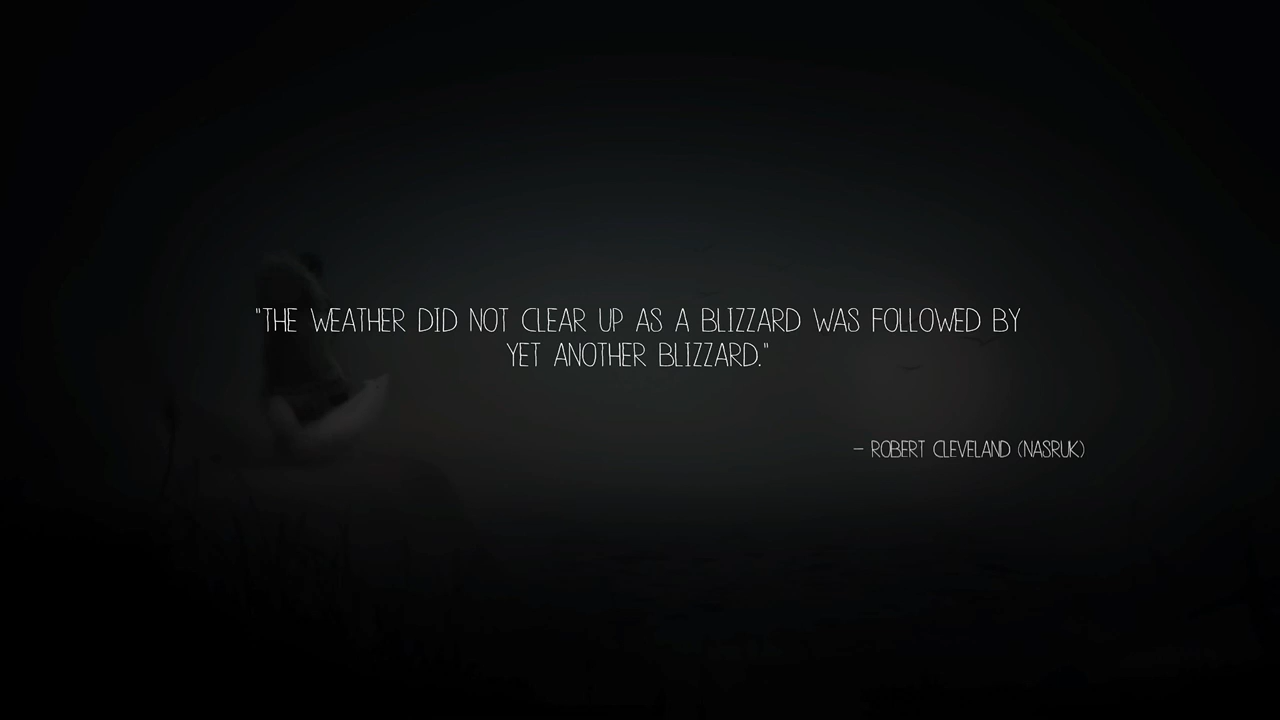 "THE WEATHER DID NOT CLEAR UP AS A BLIZZARD WAS FOLLOWED BY
YET ANOTHER BLIZZARD."
– ROBERT CLEVELAND (NASRUK)